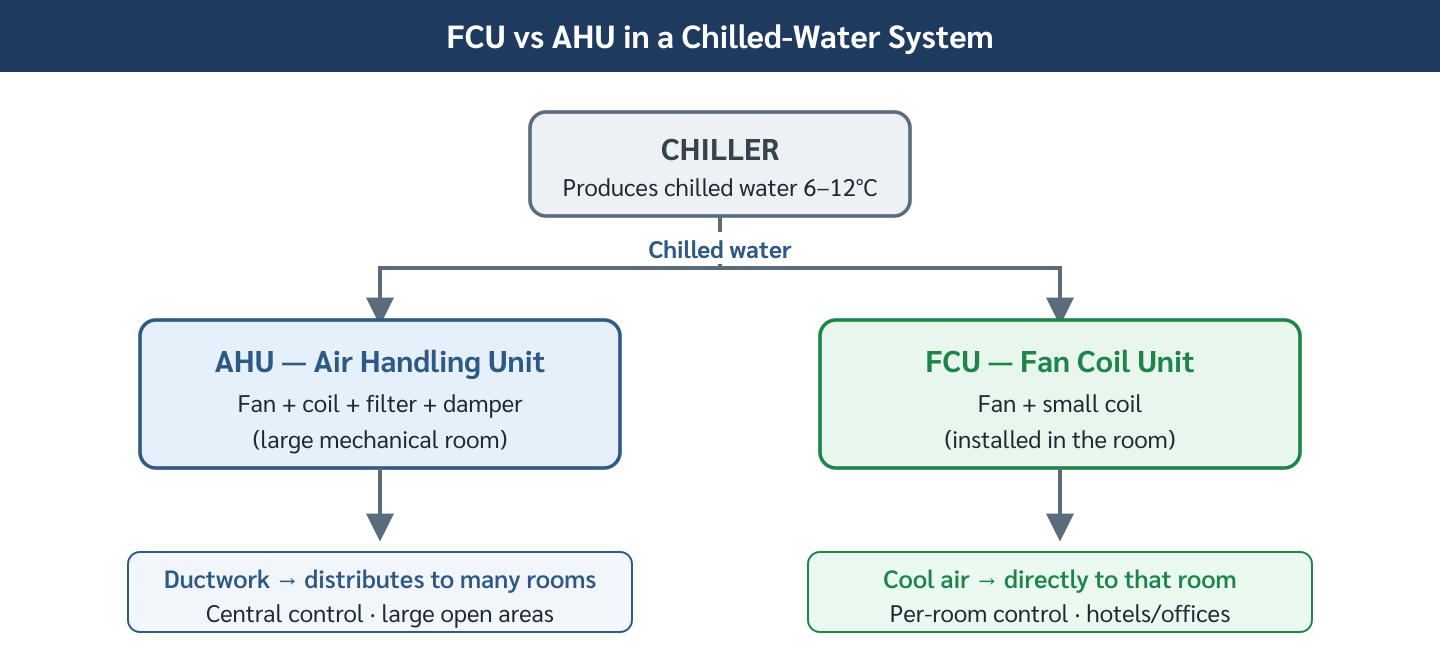 FCU vs AHU in a Chilled-Water System
CHILLER
Produces chilled water 6–12°C
Chilled water
AHU — Air Handling Unit
Fan + coil + filter + damper
(large mechanical room)
FCU — Fan Coil Unit
Fan + small coil
(installed in the room)
Ductwork → distributes to many rooms
Central control · large open areas
Cool air → directly to that room
Per-room control · hotels/offices